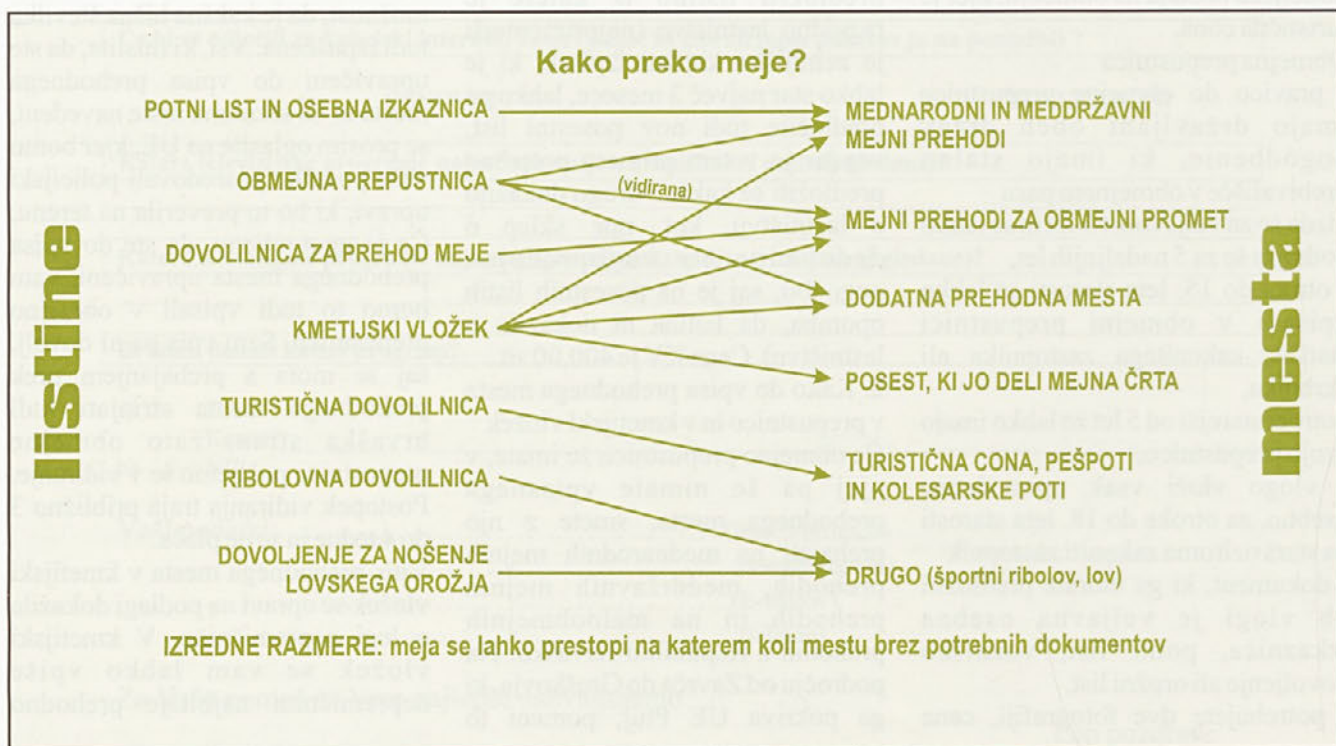 Kako preko meje?
listine
POTNI LIST IN OSEBNA IZKAZNICA
OBMEJNA PREPUSTNICA
DOVOLILNICA ZA PREHOD MEJE
KMETIJSKI VLOŽEK
TURISTIČNA DOVOLILNICA
RIBOLOVNA DOVOLILNICA
DOVOLJENJE ZA NOŠENJE
LOVSKEGA OROŽJA
(vidirana)
MEDNARODNI IN MEDDRŽAVNI
MEJNI PREHODI
MEJNI PREHODI ZA OBMEJNI PROMET
DODATNA PREHODNA MESTA
POSEST, KI JO DELI MEJNA ČRTA
TURISTIČNA CONA, PEŠPOTI
IN KOLESARSKE POTI
DRUGO (športni ribolov, lov)
mesta
IZREDNE RAZMERE: meja se lahko prestopi na katerem koli mestu brez potrebnih dokumentov